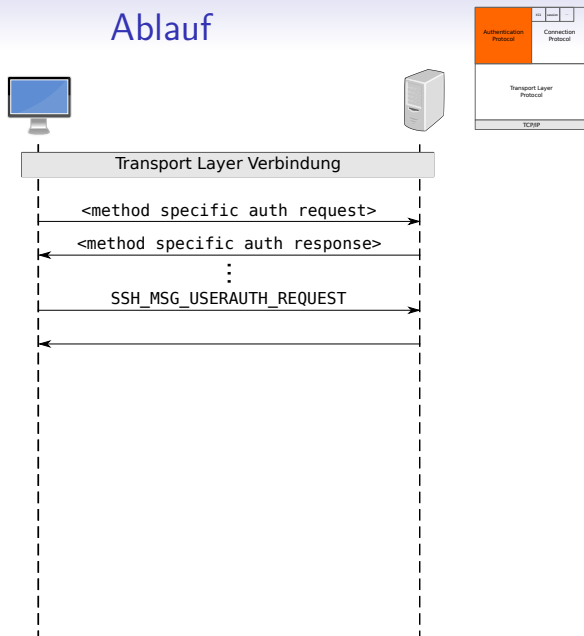 Ablauf
Authentication
Protocol
Connection
Protocol
Transport Layer
Protocol
TCP/IP
Transport Layer Verbindung
<method specific auth request>
<method specific auth response>
⋮
SSH_MSG_USERAUTH_REQUEST